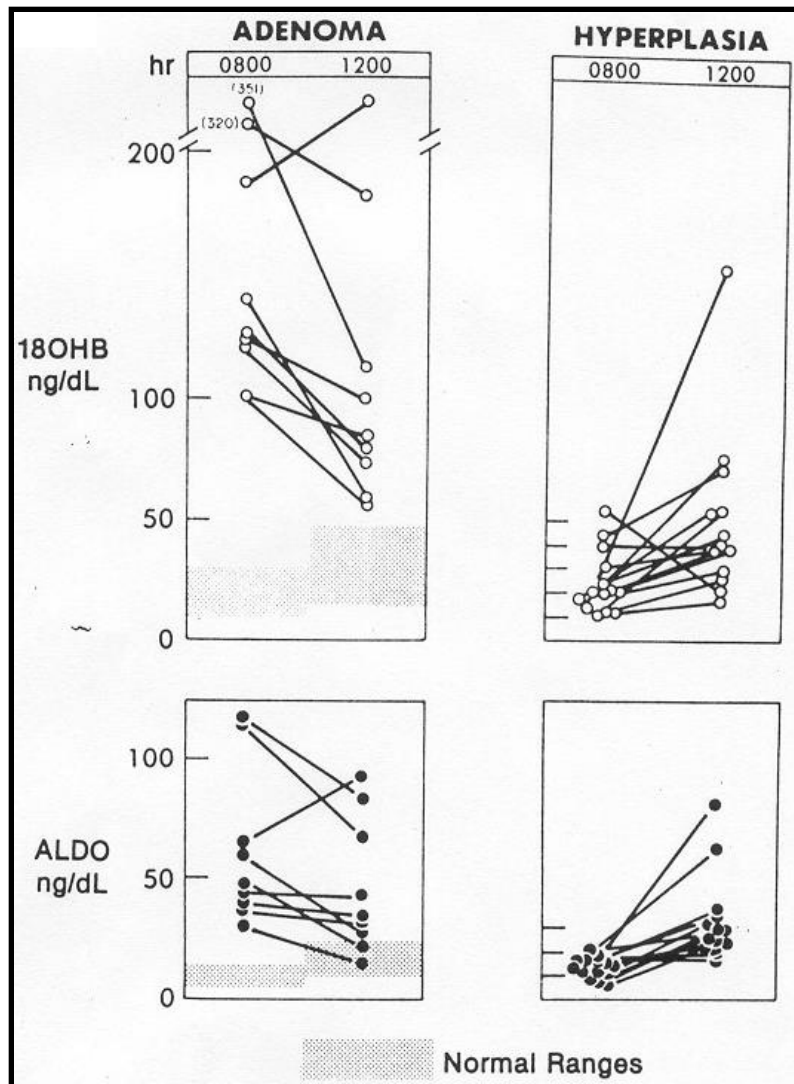 ADENOMA
hr 0800 1200
(351)
(320)
200
18OHB
ng/dL
100
50
0
HYPERPLASIA
0800 1200
100
ALDO
ng/dL
50
0
Normal Ranges